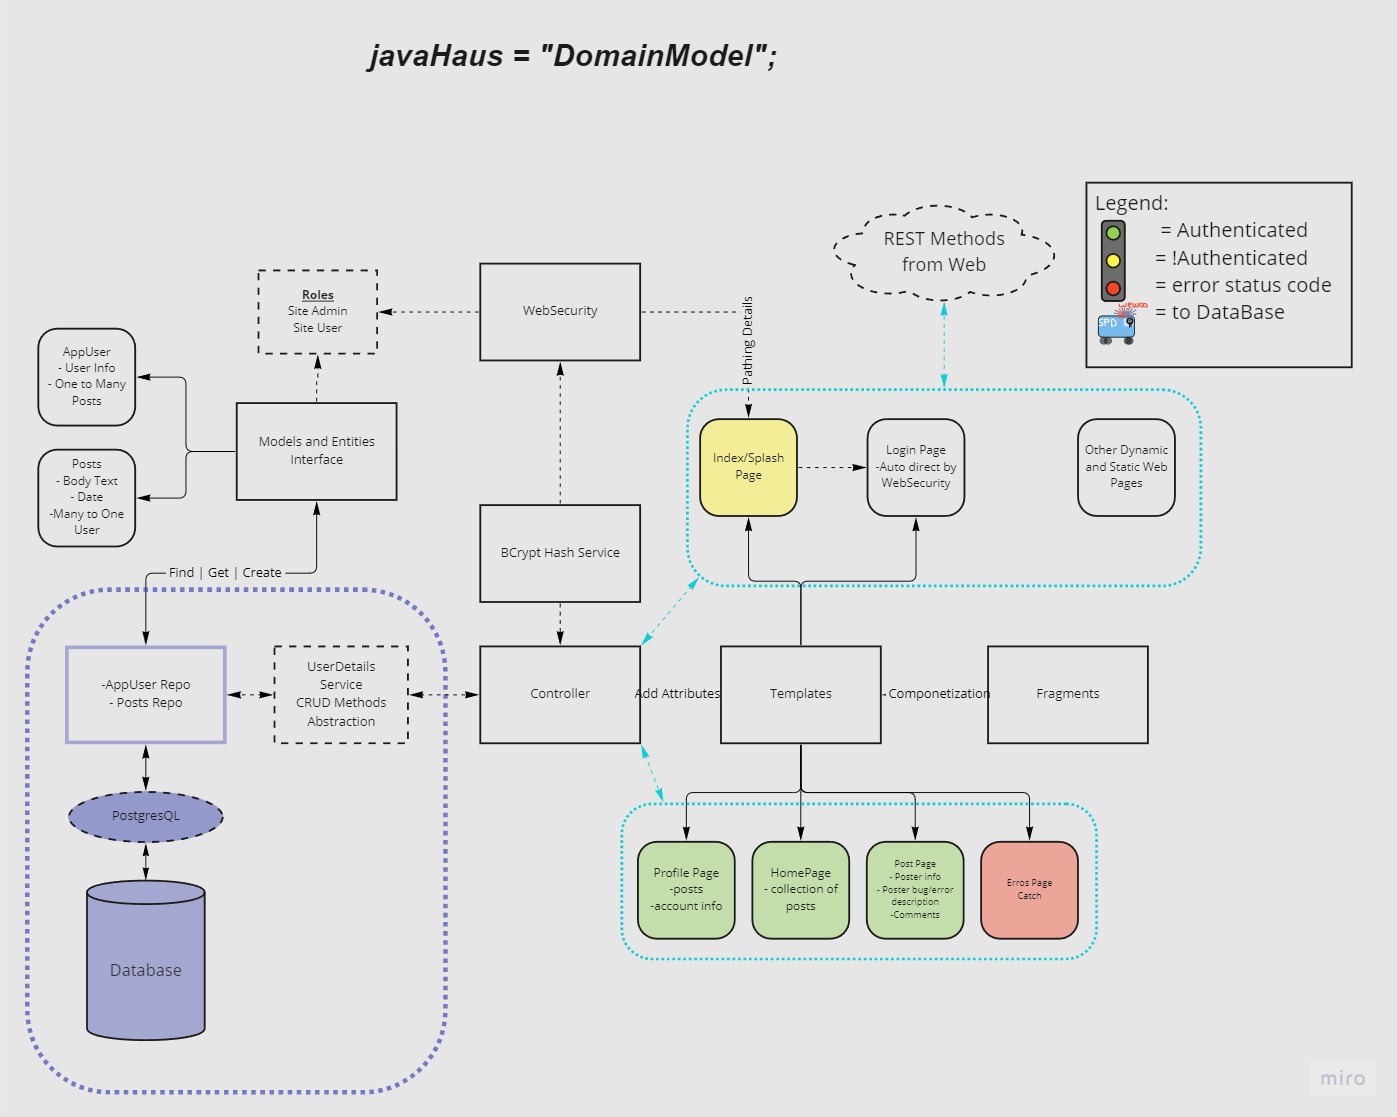 javaHaus = "DomainModel";
Legend:
= Authenticated
= !Authenticated
= error status code
= to DataBase
wewoo
SPD
REST Methods
from Web
Roles
Site Admin
Site User
WebSecurity
Pathing Details
AppUser
- User Info
- One to Many
Posts
Posts
- Body Text
- Date
-Many to One
User
Models and Entities
Interface
Index/Splash
Page
Login Page
-Auto direct by
WebSecurity
Other Dynamic
and Static Web
Pages
BCrypt Hash Service
Find | Get | Create
-AppUser Repo
- Posts Repo
UserDetails
Service
CRUD Methods
Abstraction
Controller
Add Attributes
Templates
Componetization
Fragments
PostgresQL
Database
Profile Page
-posts
-account info
HomePage
- collection of
posts
Post Page
- Poster info
- Poster bug/error
description
-Comments
Erros Page
Catch
miro